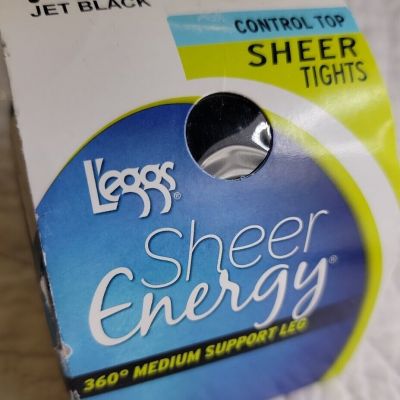 JET BLACK
CONTROL TOP
SHEER
TIGHTS
L'eggs®
Sheer
Energy®
360° MEDIUM SUPPORT LEG